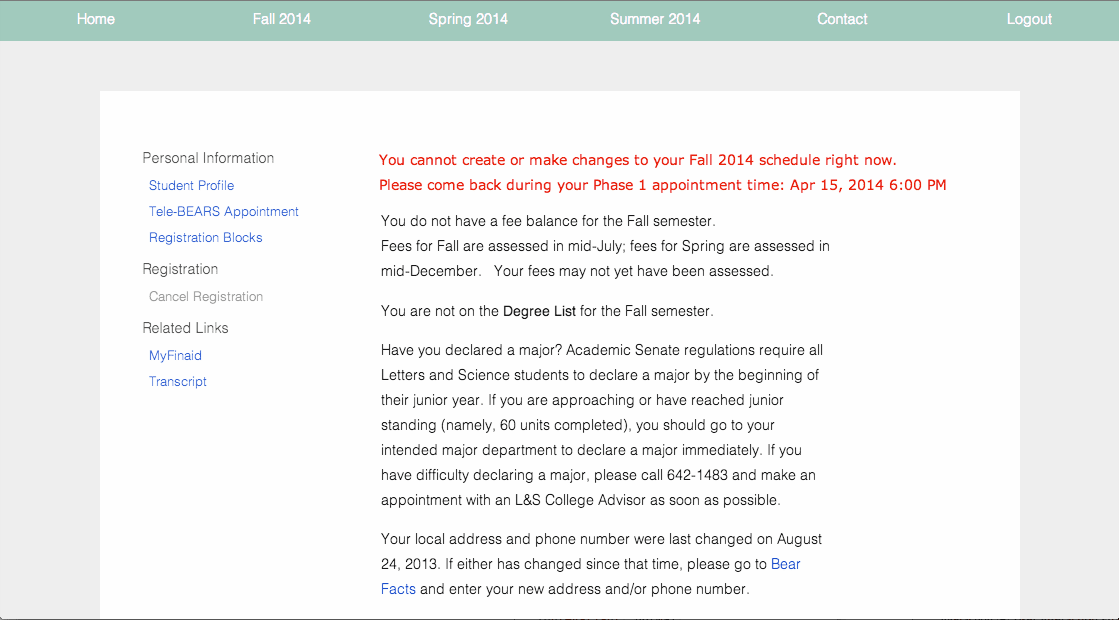 Home Fall 2014 Spring 2014 Summer 2014 Contact Logout
Personal Information
Student Profile
Tele-BEARS Appointment
Registration Blocks
Registration
Cancel Registration
Related Links
MyFinaid
Transcript
You cannot create or make changes to your Fall 2014 schedule right now.
Please come back during your Phase 1 appointment time: Apr 15, 2014 6:00 PM
You do not have a fee balance for the Fall semester.
Fees for Fall are assessed in mid-July; fees for Spring are assessed in
mid-December. Your fees may not yet have been assessed.
You are not on the Degree List for the Fall semester.
Have you declared a major? Academic Senate regulations require all
Letters and Science students to declare a major by the beginning of
their junior year. If you are approaching or have reached junior
standing (namely, 60 units completed), you should go to your
intended major department to declare a major immediately. If you
have difficulty declaring a major, please call 642-1483 and make an
appointment with an L&S College Advisor as soon as possible.
Your local address and phone number were last changed on August
24, 2013. If either has changed since that time, please go to Bear
Facts and enter your new address and/or phone number.